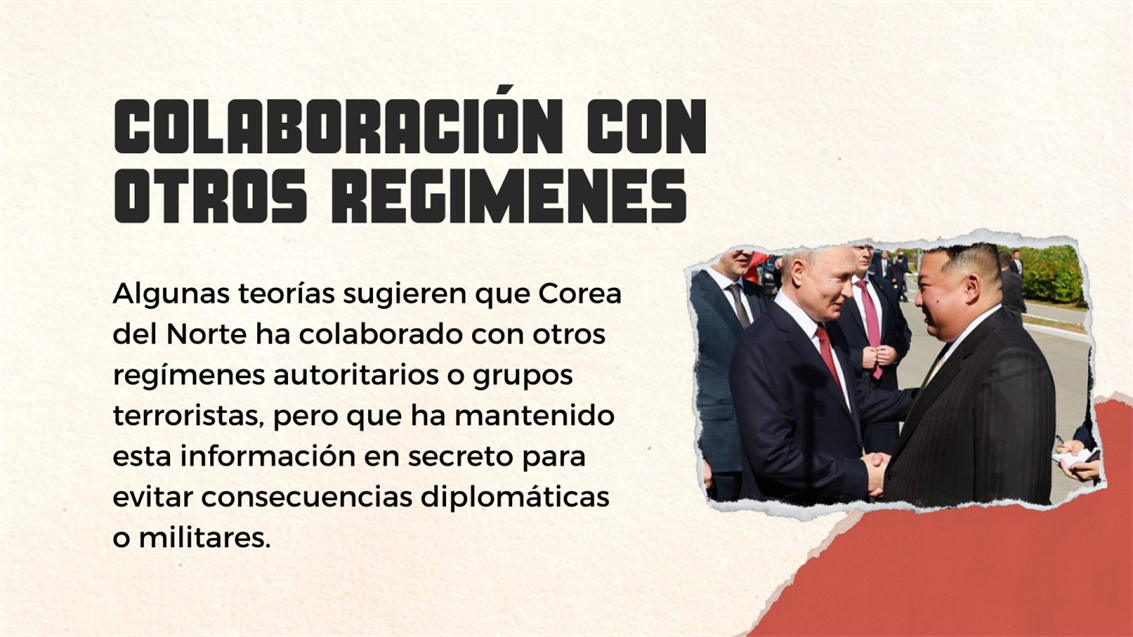 COLABORACIÓN CON
OTROS REGIMENES
Algunas teorías sugieren que Corea
del Norte ha colaborado con otros
regímenes autoritarios o grupos
terroristas, pero que ha mantenido
esta información en secreto para
evitar consecuencias diplomáticas
o militares.